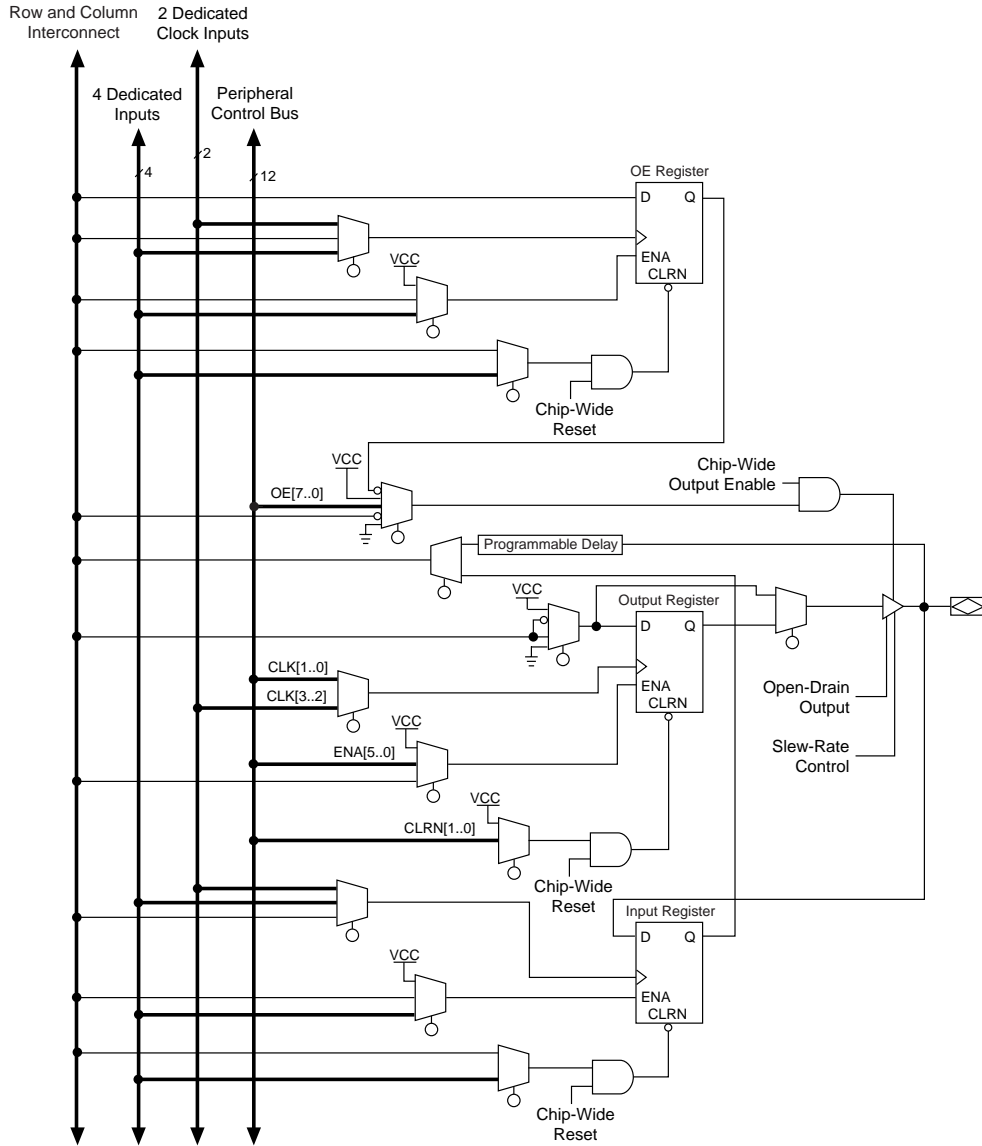 Row and Column
Interconnect
2 Dedicated
Clock Inputs
4 Dedicated
Inputs
Peripheral
Control Bus
2
4
12
OE Register
D Q
ENA
CLRN
VCC
Chip-Wide
Reset
VCC
OE[7..0]
Chip-Wide
Output Enable
Programmable Delay
VCC
Output Register
D Q
ENA
CLRN
CLK[1..0]
CLK[3..2]
Open-Drain
Output
VCC
ENA[5..0]
Slew-Rate
Control
VCC
CLRN[1..0]
Chip-Wide
Reset
Input Register
D Q
ENA
CLRN
VCC
Chip-Wide
Reset